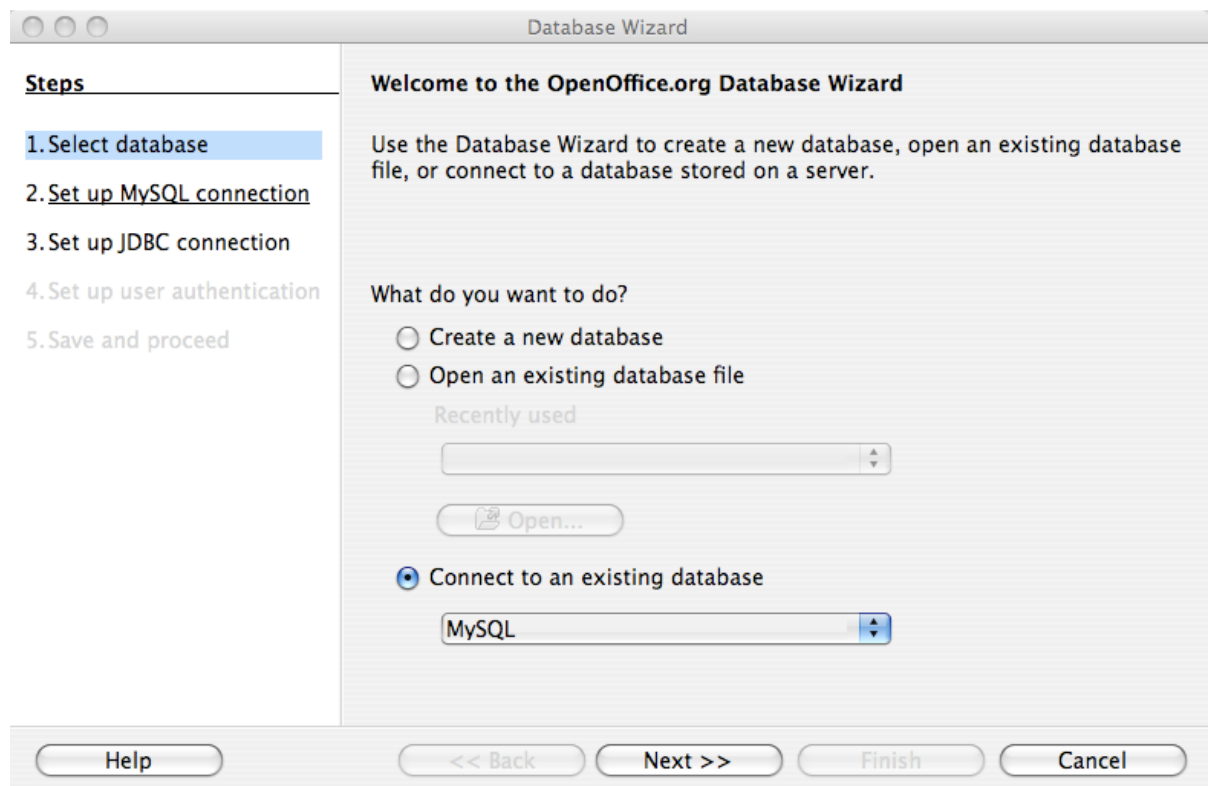 Database Wizard
Steps
1. Select database
2. Set up MySQL connection
3. Set up JDBC connection
4. Set up user authentication
5. Save and proceed
Welcome to the OpenOffice.org Database Wizard
Use the Database Wizard to create a new database, open an existing database
file, or connect to a database stored on a server.
What do you want to do?
Create a new database
Open an existing database file
Recently used
Open...
Connect to an existing database
MySQL
Help
<< Back
Next >>
Finish
Cancel